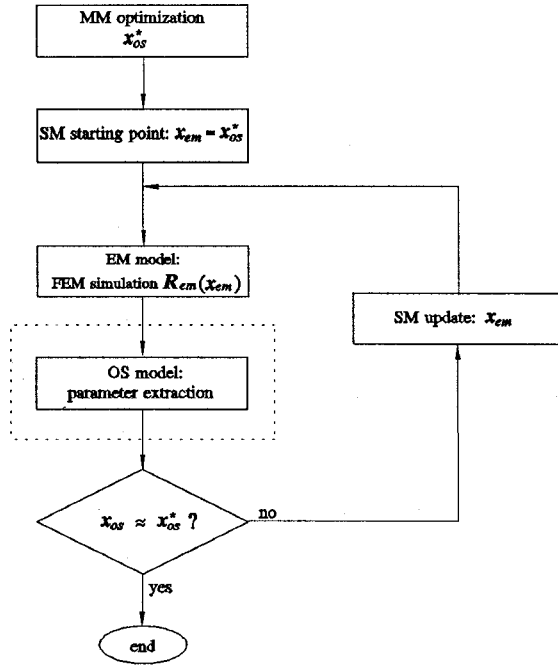 MM optimization
x*os
SM starting point: xem = x*os
EM model:
FEM simulation Rem(xem)
OS model:
parameter extraction
SM update: xem
xos ≈ x*os ?
no
yes
end